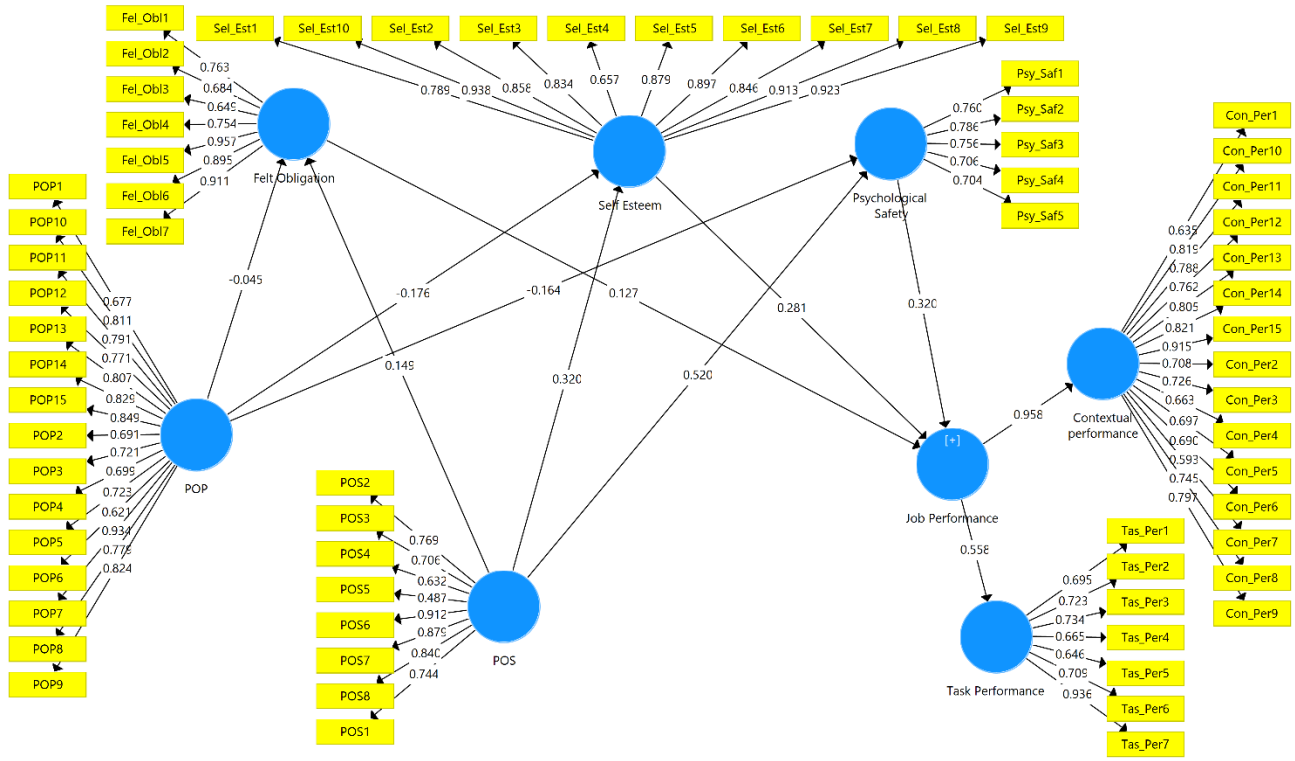 Fel_Obl1
Fel_Obl2
Fel_Obl3
Fel_Obl4
Fel_Obl5
Fel_Obl6
Fel_Obl7
0.763
0.684
0.649
0.754
0.957
0.895
0.911
Felt Obligation
Sel_Est1
Sel_Est10
Sel_Est2
Sel_Est3
Sel_Est4
Sel_Est5
Sel_Est6
Sel_Est7
Sel_Est8
Sel_Est9
0.789
0.938
0.858
0.834
0.657
0.879
0.897
0.846
0.913
0.923
Self Esteem
Psy_Saf1
Psy_Saf2
Psy_Saf3
Psy_Saf4
Psy_Saf5
0.760
0.786
0.756
0.706
0.704
Psychological
Safety
Con_Per1
Con_Per10
Con_Per11
Con_Per12
Con_Per13
Con_Per14
Con_Per15
Con_Per2
Con_Per3
Con_Per4
Con_Per5
Con_Per6
Con_Per7
Con_Per8
Con_Per9
0.635
0.819
0.788
0.762
0.805
0.821
0.915
0.708
0.726
0.663
0.697
0.690
0.593
0.745
0.797
Contextual
performance
POP1
POP10
POP11
POP12
POP13
POP14
POP15
POP2
POP3
POP4
POP5
POP6
POP7
POP8
POP9
0.677
0.811
0.791
0.771
0.807
0.829
0.849
0.691
0.721
0.699
0.723
0.621
0.934
0.779
0.824
POP
-0.045
-0.176
-0.164
0.149
0.320
0.520
0.127
0.281
0.320
POS2
POS3
POS4
POS5
POS6
POS7
POS8
POS1
0.769
0.706
0.632
0.487
0.912
0.879
0.840
0.744
POS
[+]
Job Performance
0.958
0.558
Tas_Per1
Tas_Per2
Tas_Per3
Tas_Per4
Tas_Per5
Tas_Per6
Tas_Per7
0.695
0.723
0.734
0.665
0.646
0.709
0.936
Task Performance